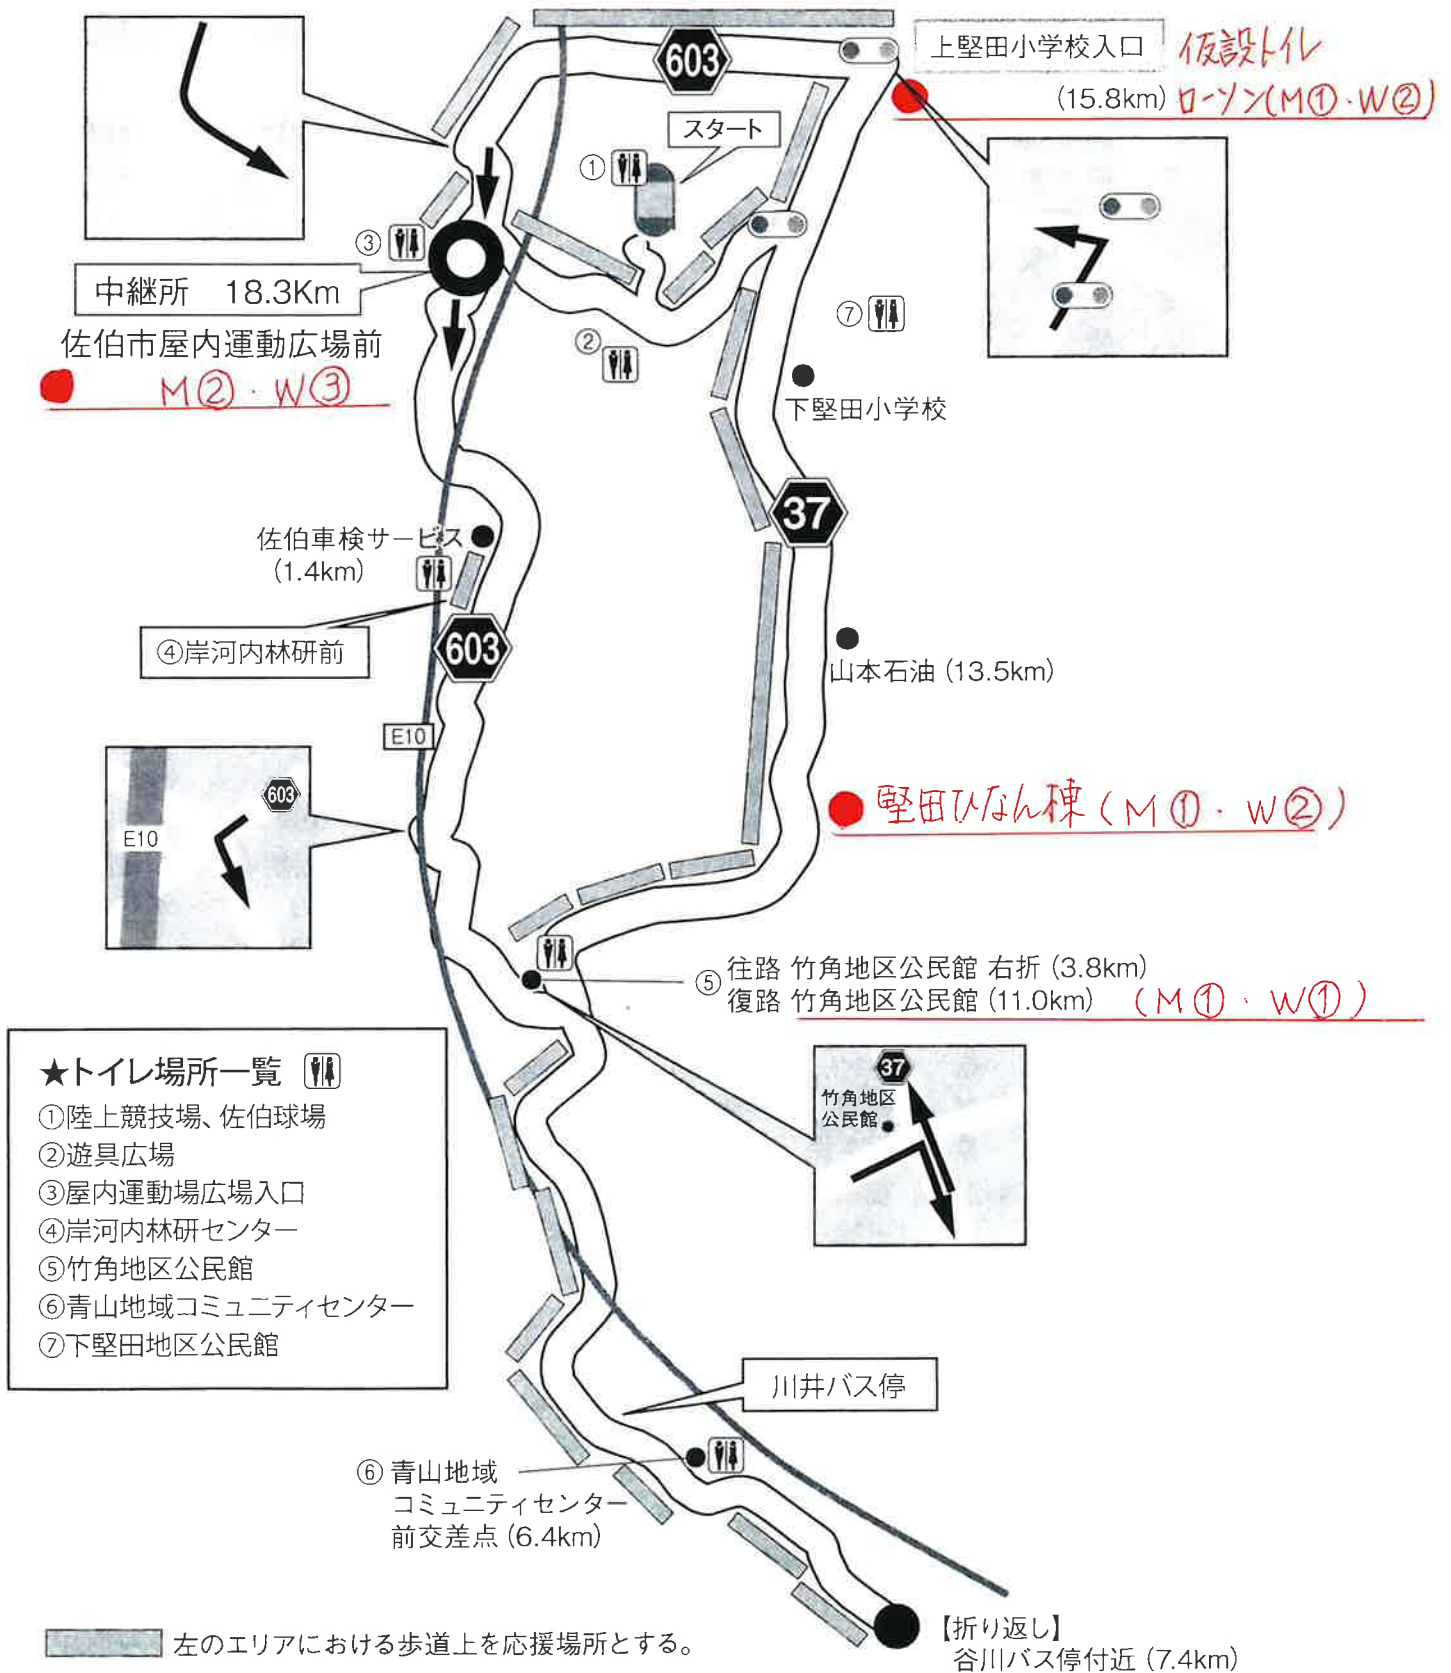 603
上堅田小学校入口
仮設トイレ
(15.8km)
ローソン(M①・W②)
スタート
①
③
中継所 18.3Km
佐伯市屋内運動広場前
M②・W③
②
⑦
下堅田小学校
37
佐伯車検サービス
(1.4km)
④岸河内林研前
603
山本石油 (13.5km)
E10
603
E10
堅田ひなん棟(M①・W②)
⑤
往路 竹角地区公民館 右折 (3.8km)
復路 竹角地区公民館 (11.0km)
(M①・W①)
★トイレ場所一覧
①陸上競技場、佐伯球場
②遊具広場
③屋内運動場広場入口
④岸河内林研センター
⑤竹角地区公民館
⑥青山地域コミュニティセンター
⑦下堅田地区公民館
37
竹角地区
公民館
川井バス停
⑥青山地域
コミュニティセンター
前交差点 (6.4km)
左のエリアにおける歩道上を応援場所とする。
【折り返し】
谷川バス停付近 (7.4km)